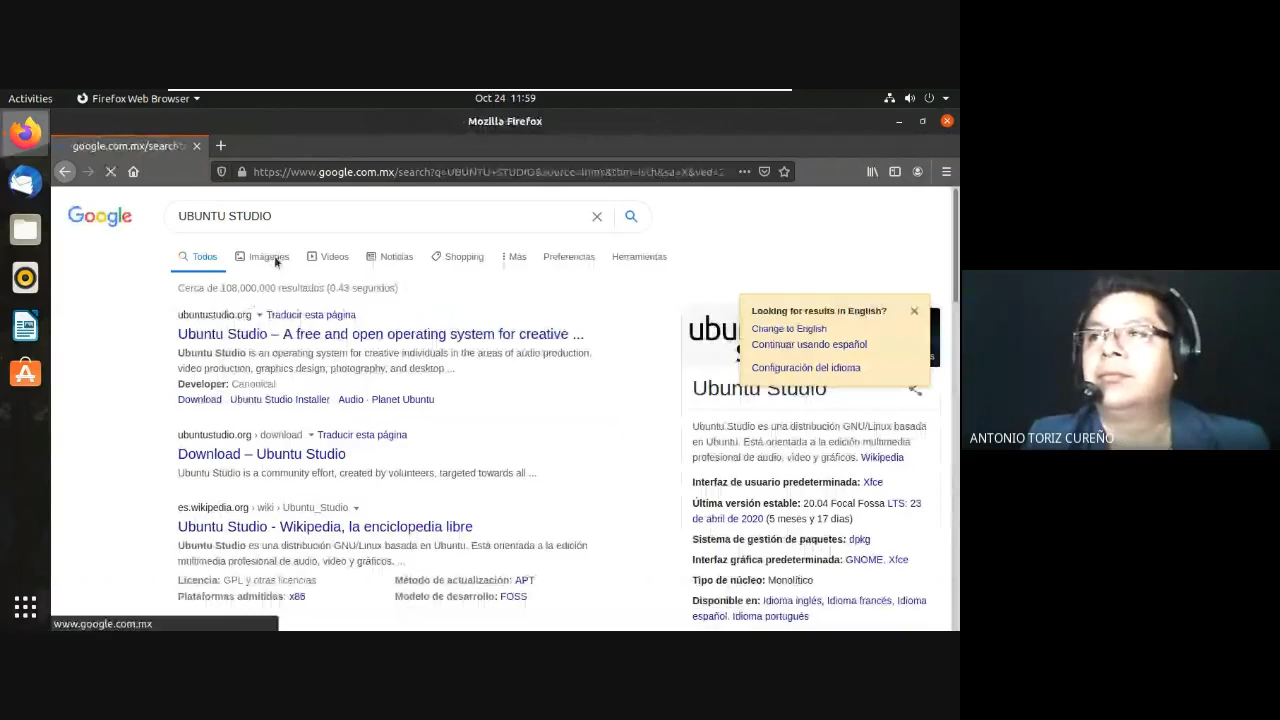 Activities
Firefox Web Browser
Oct 24 11:59
Mozilla Firefox
google.com.mx/search
Google
UBUNTU STUDIO
Todos
Imágenes
Videos
Noticias
Shopping
Más
Preferencias
Herramientas
Cerca de 108,000,000 resultados (0.43 segundos)
ubuntustudio.org
Traducir esta página
Ubuntu Studio – A free and open operating system for creative ...
Ubuntu Studio is an operating system for creative individuals in the areas of audio production,
video production, graphics design, photography, and desktop ...
Developer: Canonical
Download Ubuntu Studio Installer Audio · Planet Ubuntu
ubuntustudio.org › download
Traducir esta página
Download – Ubuntu Studio
Ubuntu Studio is a community effort, created by volunteers, targeted towards all ...
es.wikipedia.org › wiki › Ubuntu_Studio
Ubuntu Studio - Wikipedia, la enciclopedia libre
Ubuntu Studio es una distribución GNU/Linux basada en Ubuntu. Está orientada a la edición
multimedia profesional de audio, video y gráficos. ...
Licencia: GPL y otras licencias
Método de actualización: APT
Plataformas admitidas: x86
Modelo de desarrollo: FOSS
Looking for results in English?
Change to English
Continuar usando español
Configuración del idioma
Ubuntu Studio
Ubuntu Studio es una distribución GNU/Linux basada
en Ubuntu. Está orientada a la edición multimedia
profesional de audio, video y gráficos. Wikipedia
Interfaz de usuario predeterminada: Xfce
Última versión estable: 20.04 Focal Fossa LTS; 23
de abril de 2020 (5 meses y 17 días)
Sistema de gestión de paquetes: dpkg
Interfaz gráfica predeterminada: GNOME, Xfce
Tipo de núcleo: Monolítico
Disponible en: Idioma inglés, Idioma francés, Idioma
español, Idioma portugués
www.google.com.mx
ANTONIO TORIZ CUREÑO